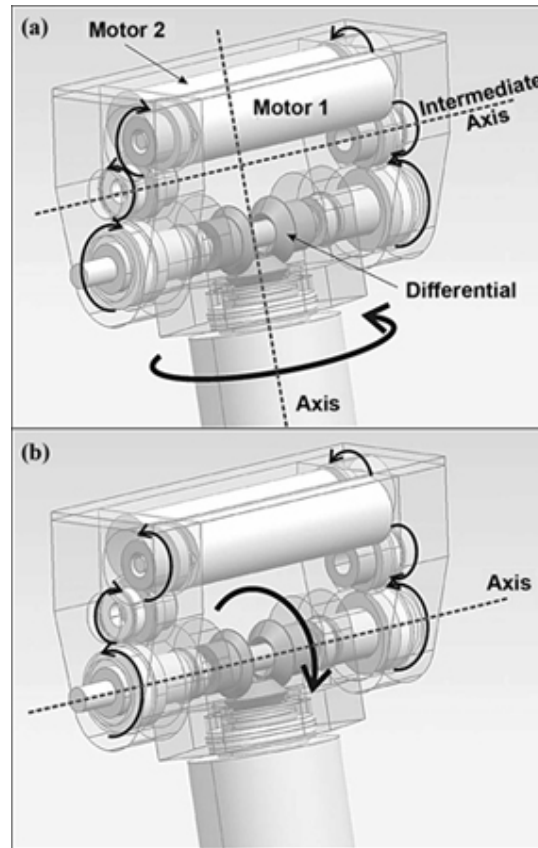 (a)
Motor 2
Motor 1
Intermediate
Axis
Differential
Axis
(b)
Axis